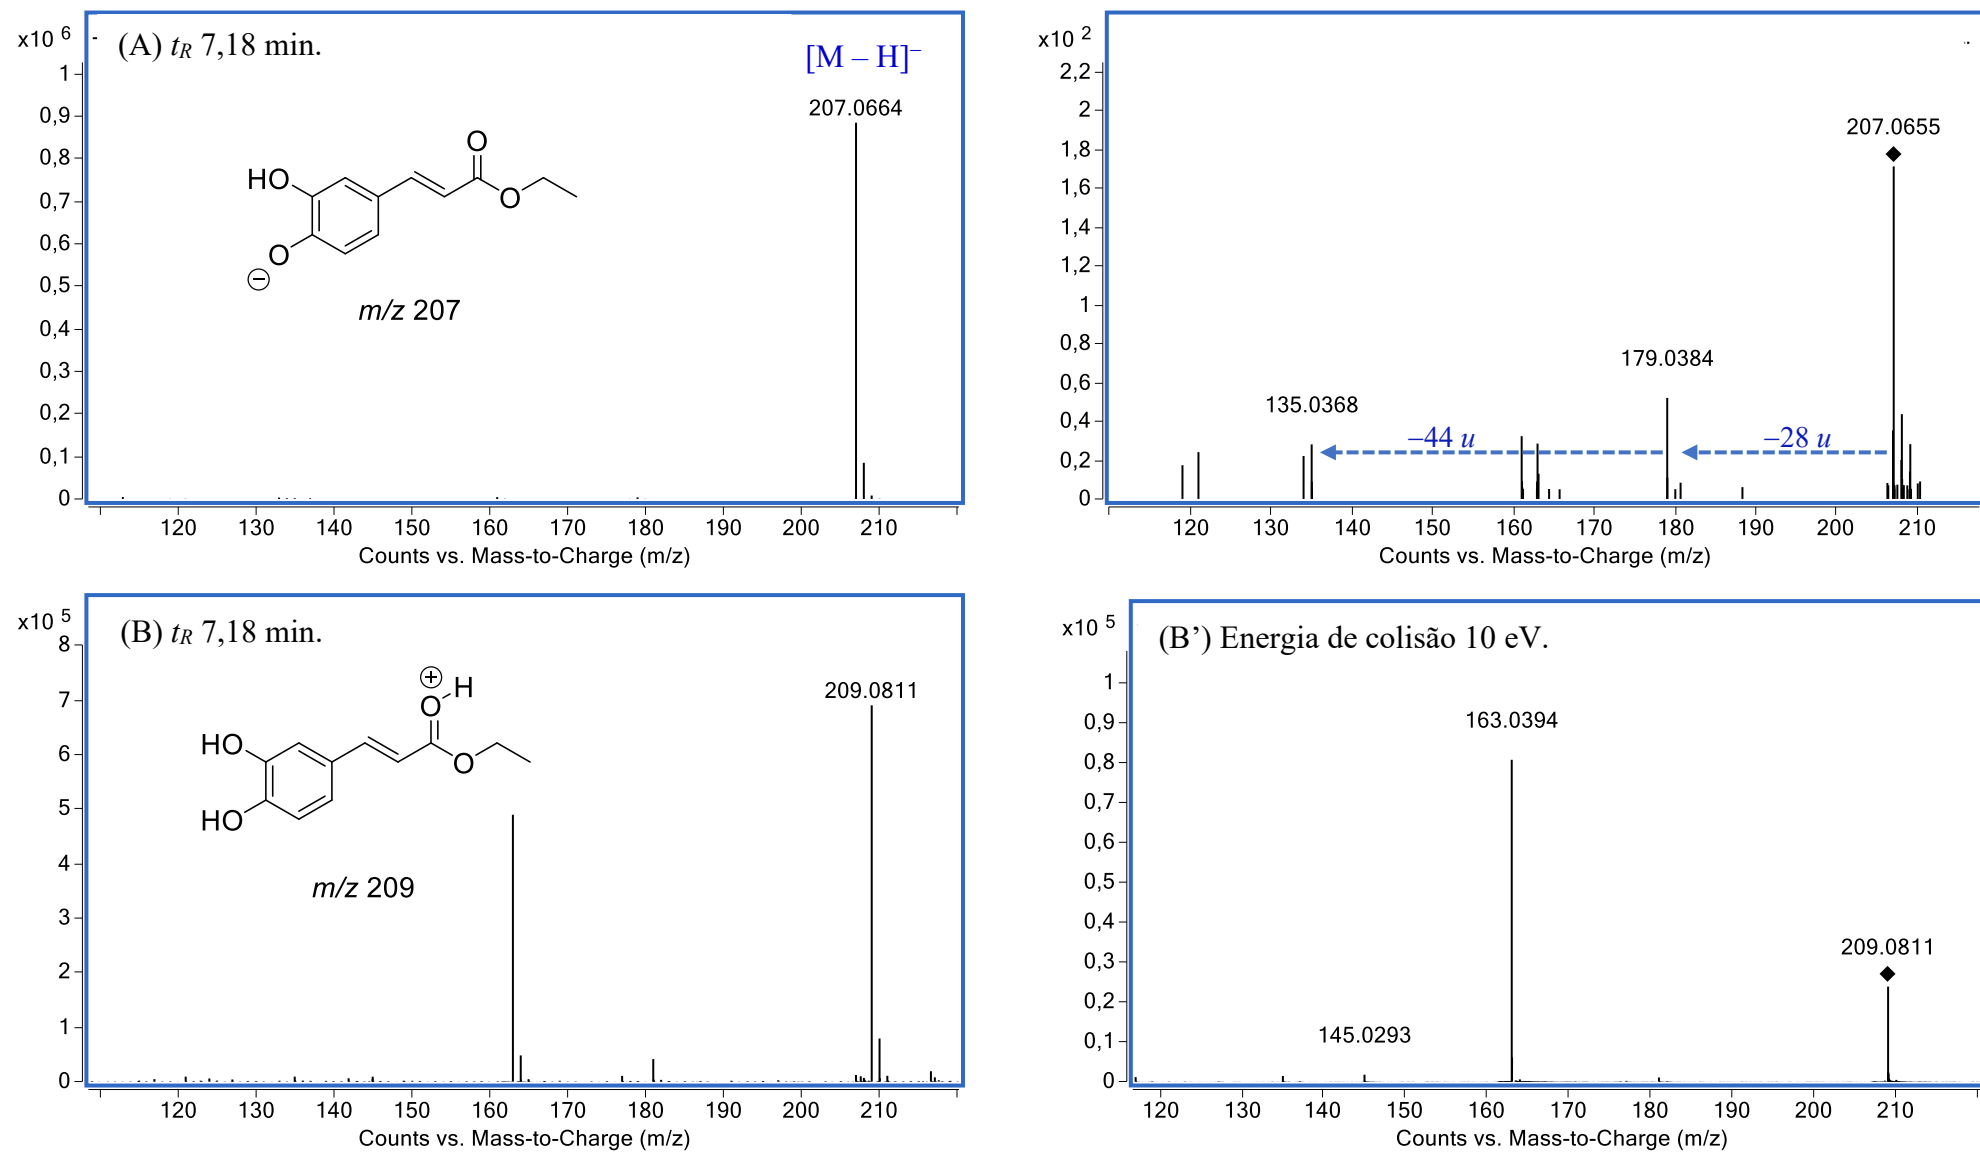 (A) tR 7,18 min.
[M – H]–
x10 6
1
0,9
0,8
0,7
0,6
0,5
0,4
0,3
0,2
0,1
0
207.0664
HO
O
O
O
–
m/z 207
120 130 140 150 160 170 180 190 200 210
Counts vs. Mass-to-Charge (m/z)
x10 2
2,2
2
1,8
1,6
1,4
1,2
1
0,8
0,6
0,4
0,2
0
207.0655
179.0384
135.0368
–44 u
–28 u
120 130 140 150 160 170 180 190 200 210
Counts vs. Mass-to-Charge (m/z)
(B) tR 7,18 min.
x10 5
8
7
6
5
4
3
2
1
0
209.0811
+
H
O
HO
O
HO
m/z 209
120 130 140 150 160 170 180 190 200 210
Counts vs. Mass-to-Charge (m/z)
(B’) Energia de colisão 10 eV.
x10 5
1
0,9
0,8
0,7
0,6
0,5
0,4
0,3
0,2
0,1
0
163.0394
209.0811
145.0293
120 130 140 150 160 170 180 190 200 210
Counts vs. Mass-to-Charge (m/z)